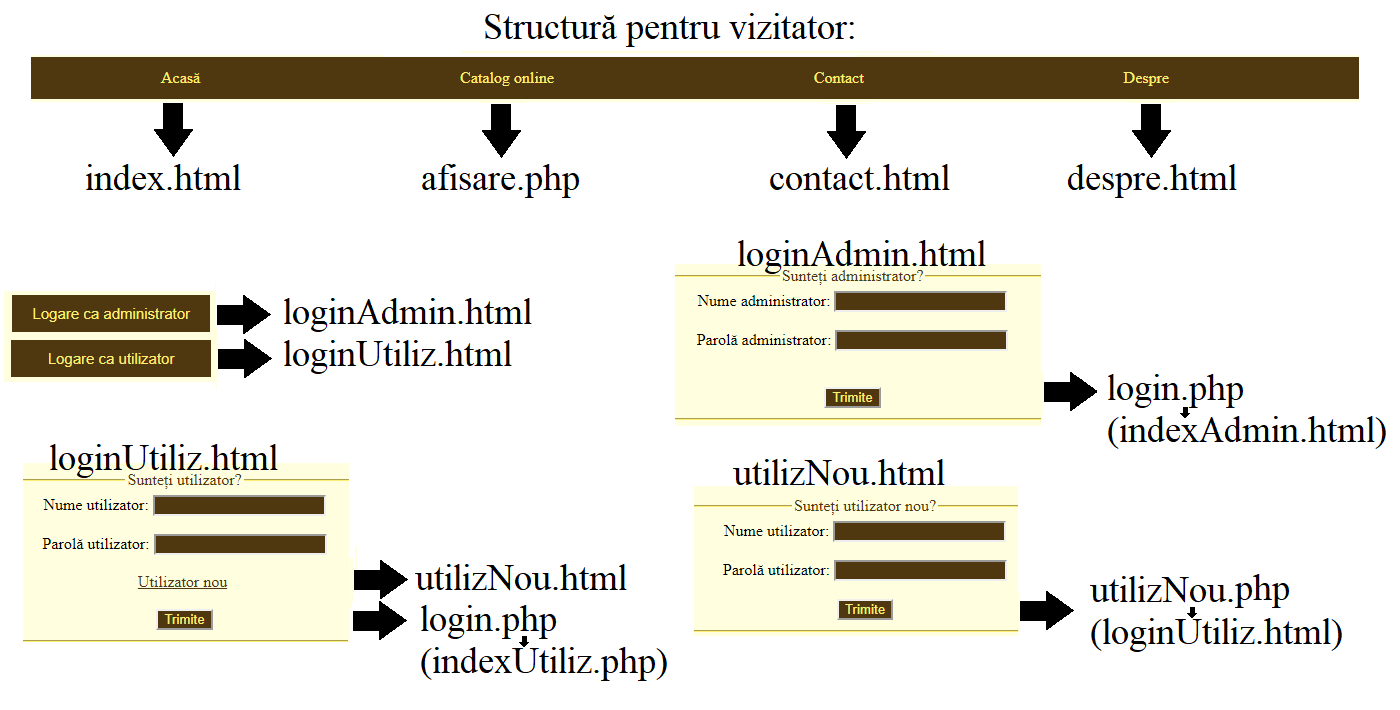 Structură pentru vizitator:
Acasă Catalog online Contact Despre
index.html afisare.php contact.html despre.html
Logare ca administrator loginAdmin.html
Logare ca utilizator loginUtiliz.html
loginAdmin.html
Sunteți administrator?
Nume administrator:
Parolă administrator:
Trimite
login.php
(indexAdmin.html)
loginUtiliz.html
Sunteți utilizator?
Nume utilizator:
Parolă utilizator:
Utilizator nou utilizNou.html
Trimite login.php
(indexUtiliz.php)
utilizNou.html
Sunteți utilizator nou?
Nume utilizator:
Parolă utilizator:
Trimite
utilizNou.php
(loginUtiliz.html)